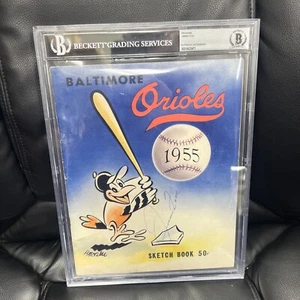 BECKETT GRADING SERVICES
BALTIMORE
Orioles
1955
SKETCH BOOK 50¢